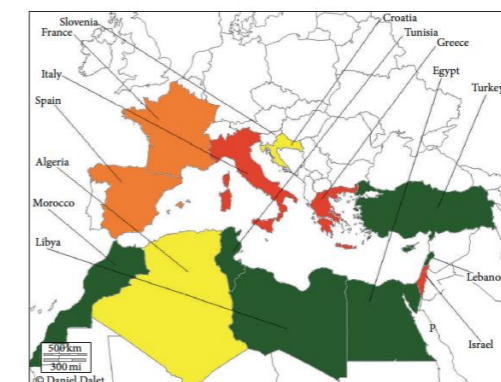 Slovenia
France
Italy
Spain
Algeria
Morocco
Libya
Croatia
Tunisia
Greece
Egypt
Turkey
Lebano
Israel
P
500 km
300 mi
© Daniel Dalet